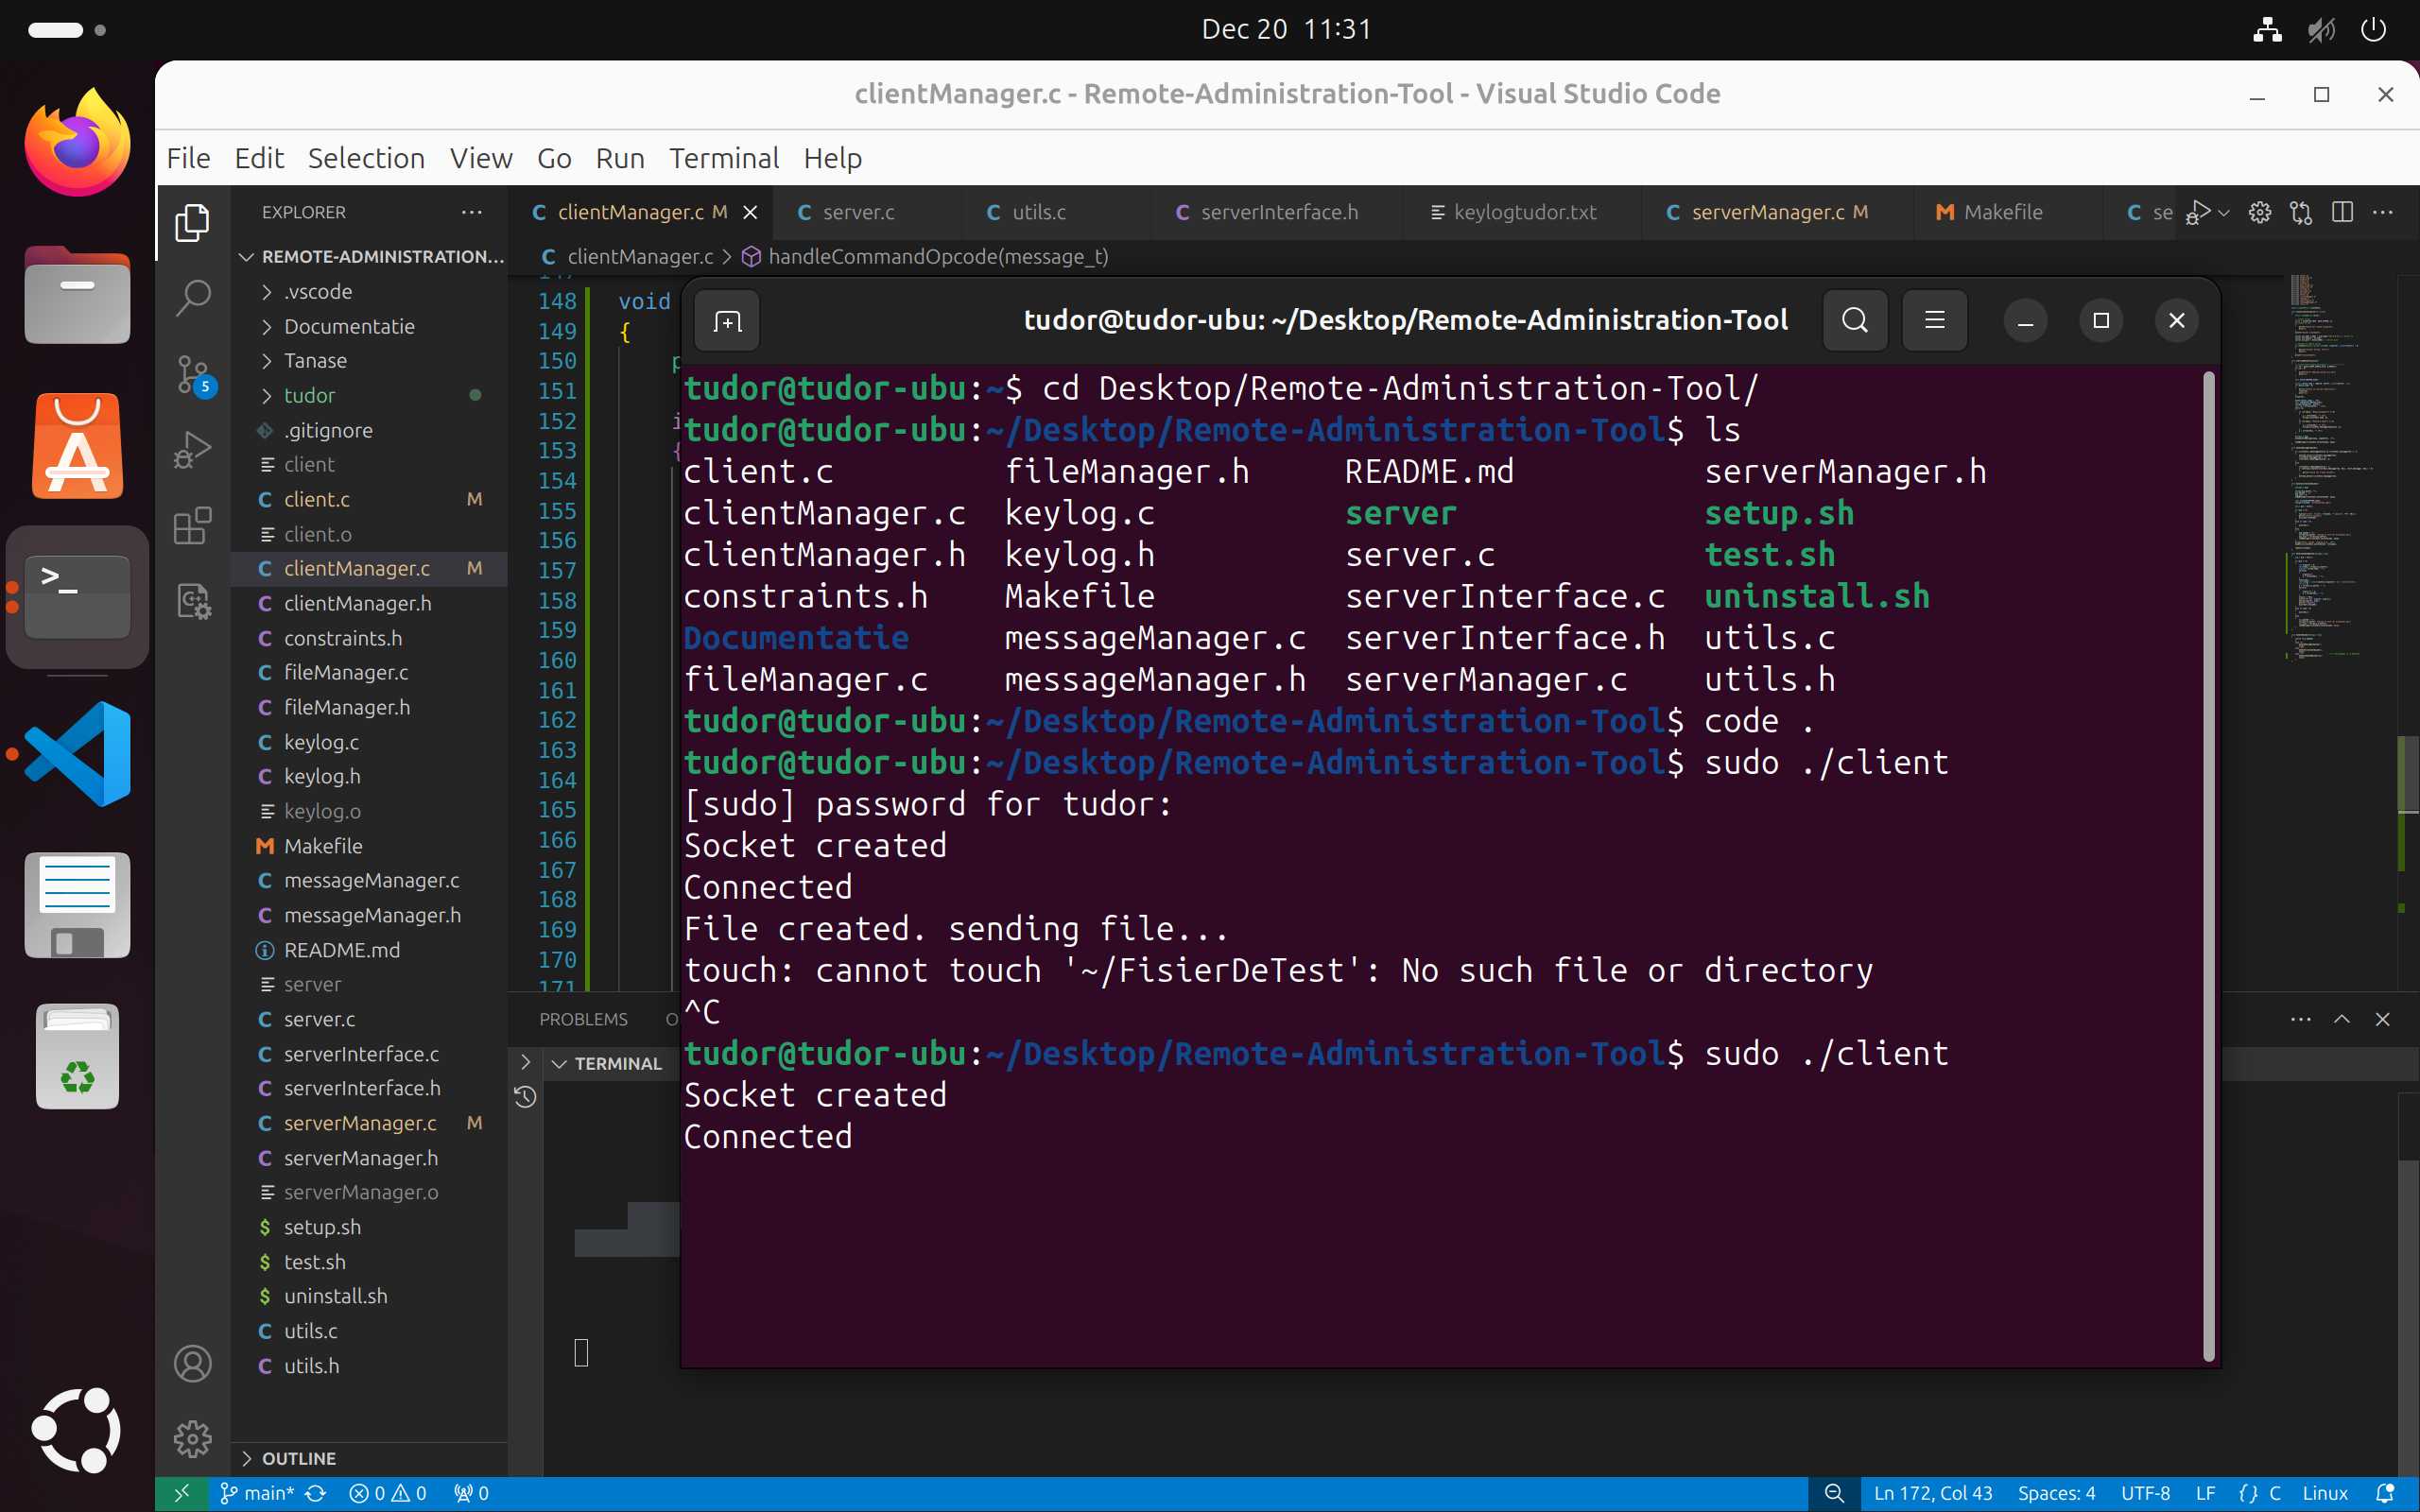 Dec 20 11:31
clientManager.c - Remote-Administration-Tool - Visual Studio Code
File Edit Selection View Go Run Terminal Help
EXPLORER
clientManager.c M
server.c
utils.c
serverInterface.h
keylogtudor.txt
serverManager.c M
Makefile
se
REMOTE-ADMINISTRATION...
clientManager.c > handleCommandOpcode(message_t)
.vscode
Documentatie
Tanase
tudor
.gitignore
client
client.c M
client.o
clientManager.c M
clientManager.h
constraints.h
fileManager.c
fileManager.h
keylog.c
keylog.h
keylog.o
Makefile
messageManager.c
messageManager.h
README.md
server
server.c
serverInterface.c
serverInterface.h
serverManager.c M
serverManager.h
serverManager.o
setup.sh
test.sh
uninstall.sh
utils.c
utils.h
OUTLINE
5
148 void
149 {
150 p
151
152 i
153 {
154
155
156
157
158
159
160
161
162
163
164
165
166
167
168
169
170
171
PROBLEMS O
TERMINAL
tudor@tudor-ubu: ~/Desktop/Remote-Administration-Tool
tudor@tudor-ubu:~$ cd Desktop/Remote-Administration-Tool/
tudor@tudor-ubu:~/Desktop/Remote-Administration-Tool$ ls
client.c fileManager.h README.md serverManager.h
clientManager.c keylog.c server setup.sh
clientManager.h keylog.h server.c test.sh
constraints.h Makefile serverInterface.c uninstall.sh
Documentatie messageManager.c serverInterface.h utils.c
fileManager.c messageManager.h serverManager.c utils.h
tudor@tudor-ubu:~/Desktop/Remote-Administration-Tool$ code .
tudor@tudor-ubu:~/Desktop/Remote-Administration-Tool$ sudo ./client
[sudo] password for tudor:
Socket created
Connected
File created. sending file...
touch: cannot touch '~/FisierDeTest': No such file or directory
^C
tudor@tudor-ubu:~/Desktop/Remote-Administration-Tool$ sudo ./client
Socket created
Connected
main* 0 0 0
Ln 172, Col 43 Spaces: 4 UTF-8 LF {} C Linux